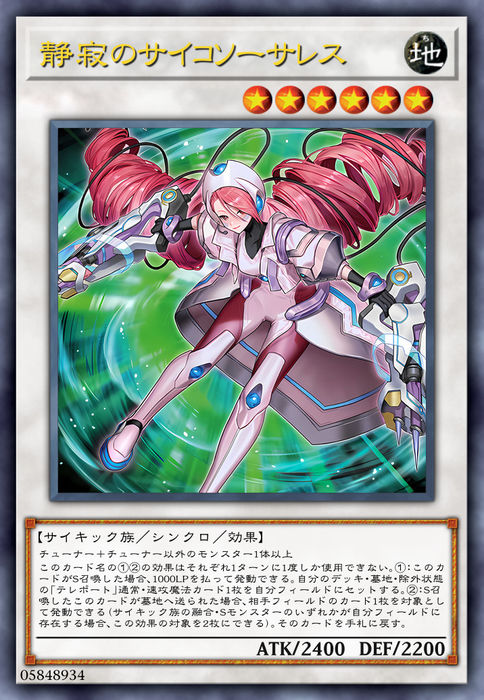 静寂のサイコソーサレス
ち
地
【サイキック族／シンクロ／効果】
チューナー＋チューナー以外のモンスター1体以上
このカード名の①②の効果はそれぞれ1ターンに1度しか使用できない。①：このカ
ードがS召喚した場合、1000LPを払って発動できる。自分のデッキ・墓地・除外状態
の「テレポート」通常・速攻魔法カード1枚を自分フィールドにセットする。②：S召
喚したこのカードが墓地へ送られた場合、相手フィールドのカード1枚を対象とし
て発動できる（サイキック族の融合・Sモンスターのいずれかが自分フィールドに
存在する場合、この効果の対象を2枚にできる）。そのカードを手札に戻す。
ATK/2400 DEF/2200
05848934